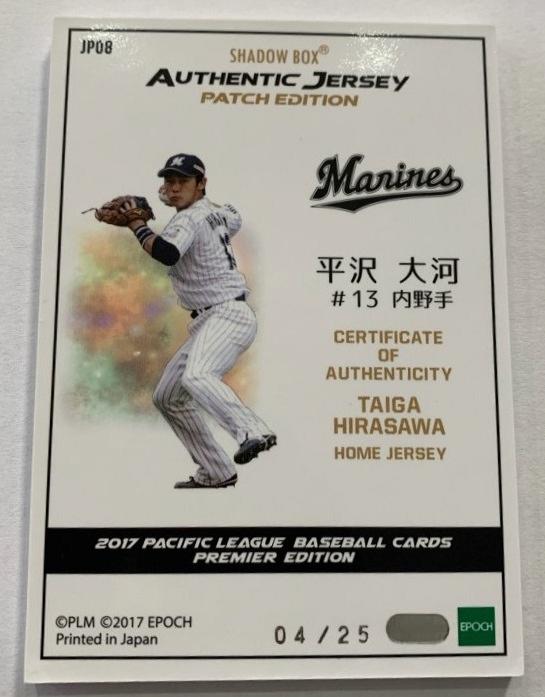 JP08
SHADOW BOX®
AUTHENTIC JERSEY
PATCH EDITION
Marines
平沢 大河
#13 内野手
CERTIFICATE
OF
AUTHENTICITY
TAIGA
HIRASAWA
HOME JERSEY
2017 PACIFIC LEAGUE BASEBALL CARDS
PREMIER EDITION
©PLM ©2017 EPOCH
Printed in Japan
04/25
EPOCH